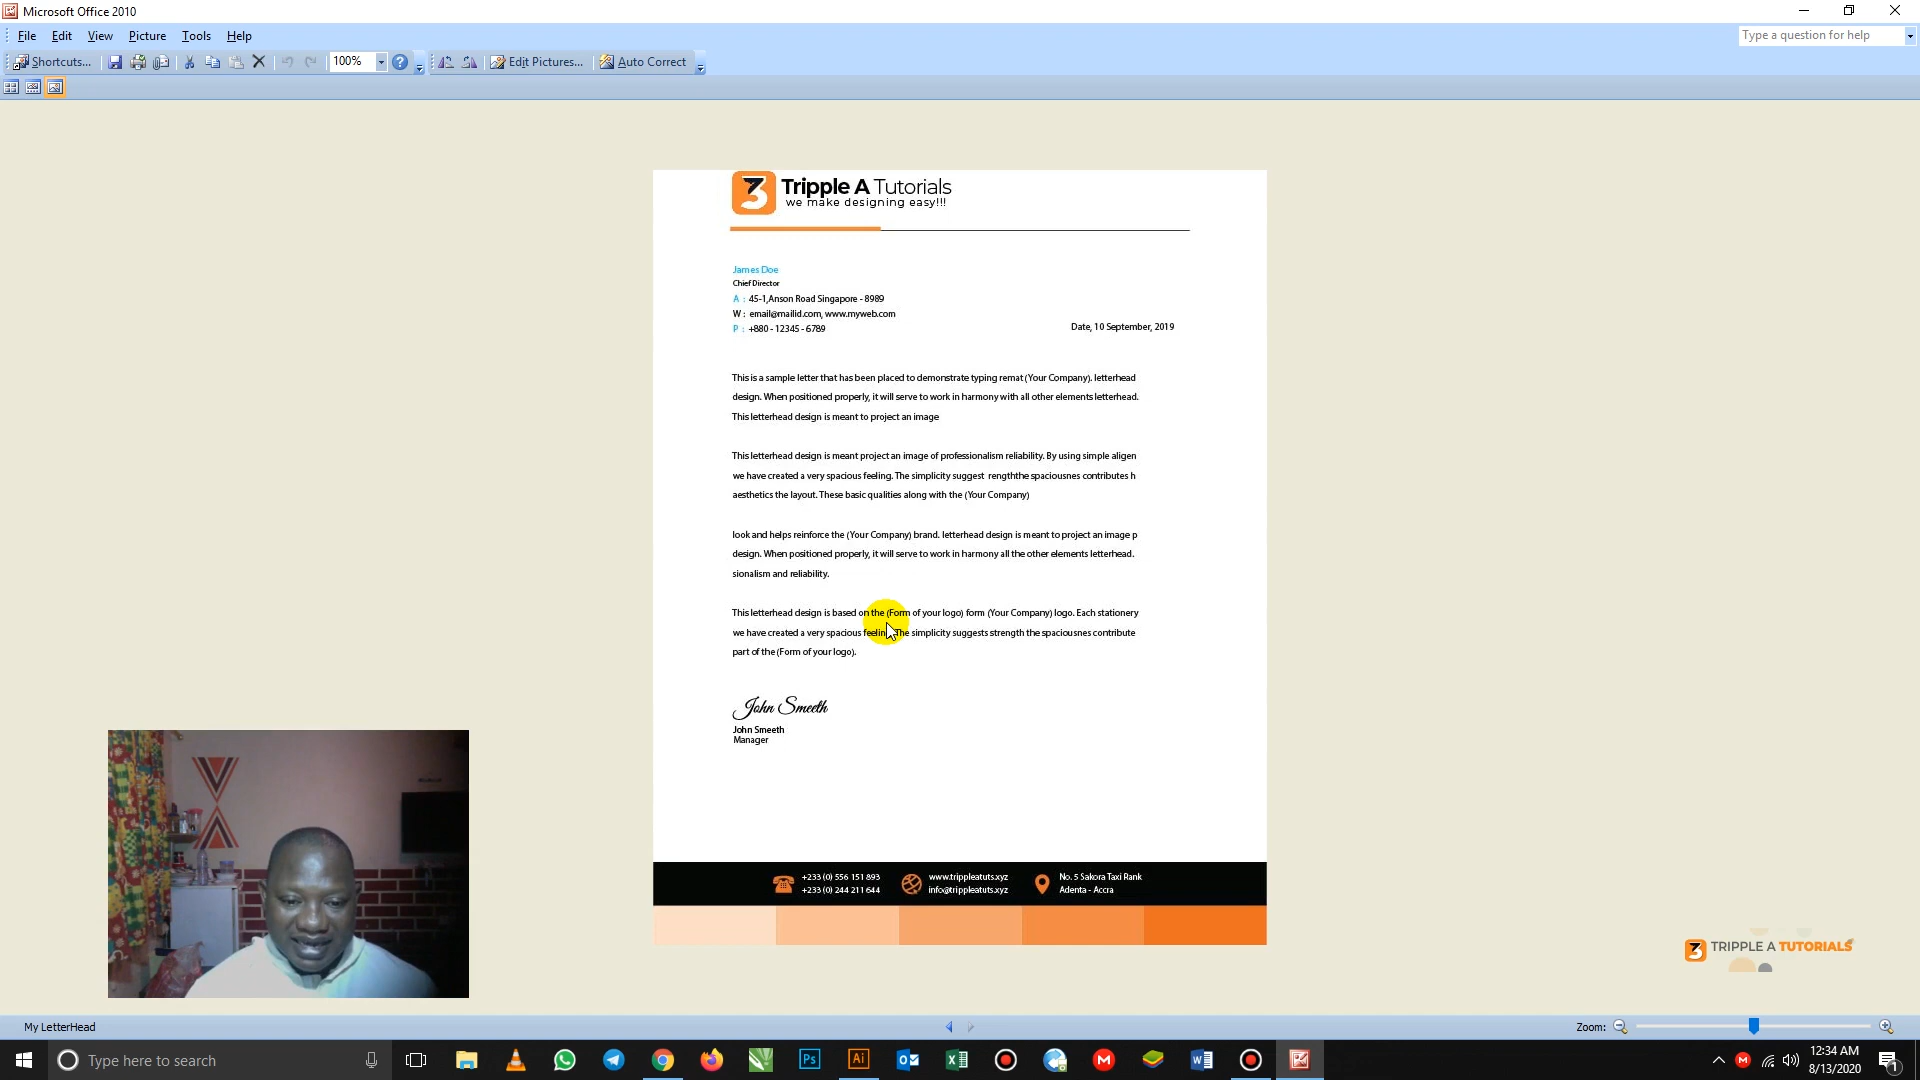 Microsoft Office 2010
File Edit View Picture Tools Help
Type a question for help
Shortcuts... 100% Edit Pictures... Auto Correct
3 Tripple A Tutorials
we make designing easy!!!
James Doe
Chief Director
A : 45-1,Anson Road Singapore - 8989
W : email@mailid.com, www.myweb.com
P : +880 - 12345 - 6789
Date, 10 September, 2019
This is a sample letter that has been placed to demonstrate typing remat (Your Company). letterhead
design. When positioned properly, it will serve to work in harmony with all other elements letterhead.
This letterhead design is meant to project an image
This letterhead design is meant project an image of professionalism reliability. By using simple aligen
we have created a very spacious feeling. The simplicity suggest rengththe spaciousnes contributes h
aesthetics the layout. These basic qualities along with the (Your Company)
look and helps reinforce the (Your Company) brand. letterhead design is meant to project an image p
design. When positioned properly, it will serve to work in harmony all the other elements letterhead.
sionalism and reliability.
This letterhead design is based on the (Form of your logo) form (Your Company) logo. Each stationery
we have created a very spacious feeling. The simplicity suggests strength the spaciousnes contribute
part of the (Form of your logo).
John Smeeth
John Smeeth
Manager
+233 (0) 556 151 893
+233 (0) 244 211 644
www.trippleatuts.xyz
info@trippleatuts.xyz
No. 5 Sakora Taxi Rank
Adenta - Accra
3 TRIPPLE A TUTORIALS
My LetterHead
Zoom:
Type here to search
Ps Ai
12:34 AM
8/13/2020
1